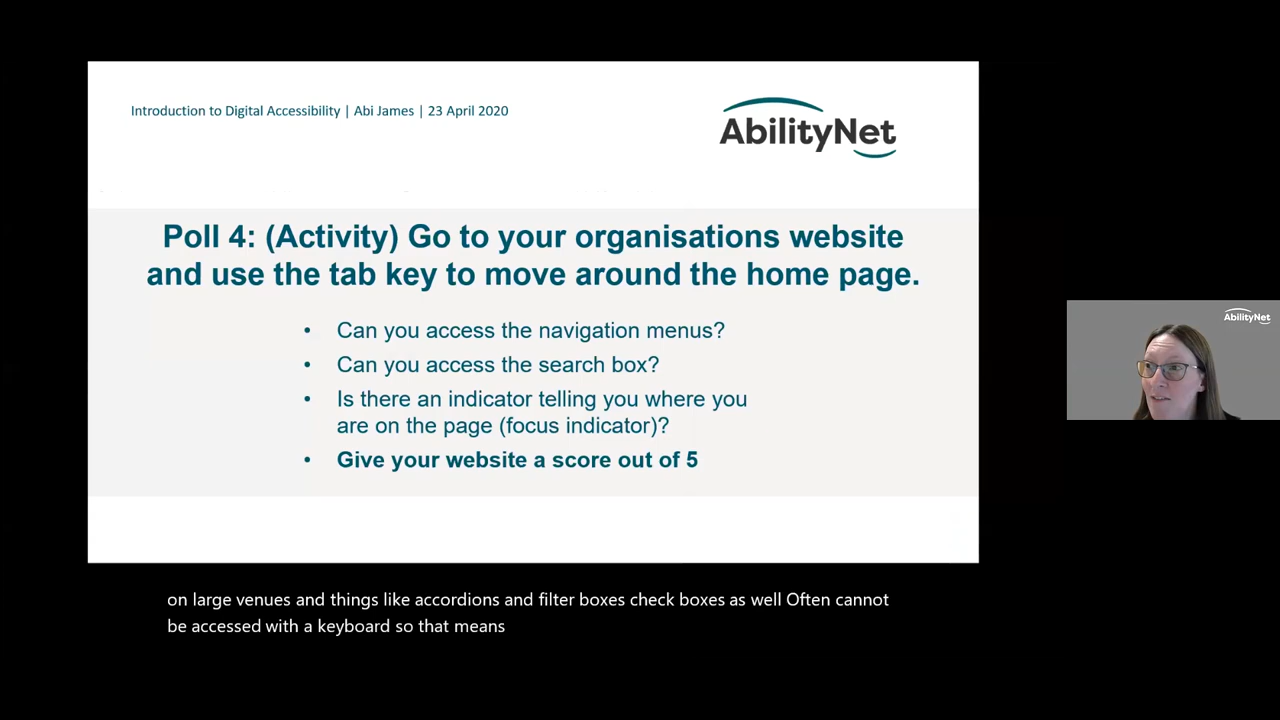 Introduction to Digital Accessibility | Abi James | 23 April 2020
AbilityNet
Poll 4: (Activity) Go to your organisations website
and use the tab key to move around the home page.
• Can you access the navigation menus?
• Can you access the search box?
• Is there an indicator telling you where you
are on the page (focus indicator)?
• Give your website a score out of 5
AbilityNet
on large venues and things like accordions and filter boxes check boxes as well Often cannot
be accessed with a keyboard so that means